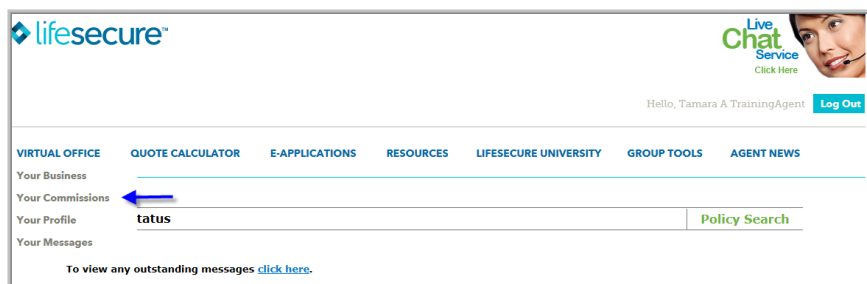 lifesecure™
Live
Chat
Service
Click Here
Hello, Tamara A TrainingAgent Log Out
VIRTUAL OFFICE QUOTE CALCULATOR E-APPLICATIONS RESOURCES LIFESECURE UNIVERSITY GROUP TOOLS AGENT NEWS
Your Business
Your Commissions
Your Profile tatus Policy Search
Your Messages
To view any outstanding messages click here.